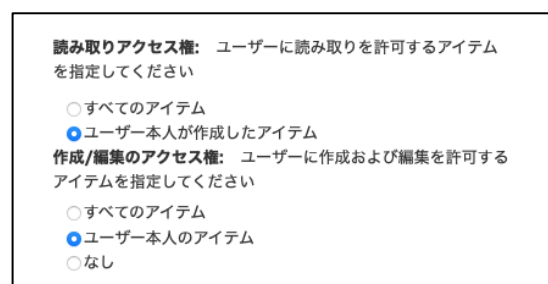 読み取りアクセス権: ユーザーに読み取りを許可するアイテム
を指定してください
すべてのアイテム
ユーザー本人が作成したアイテム
作成/編集のアクセス権: ユーザーに作成および編集を許可する
アイテムを指定してください
すべてのアイテム
ユーザー本人のアイテム
なし